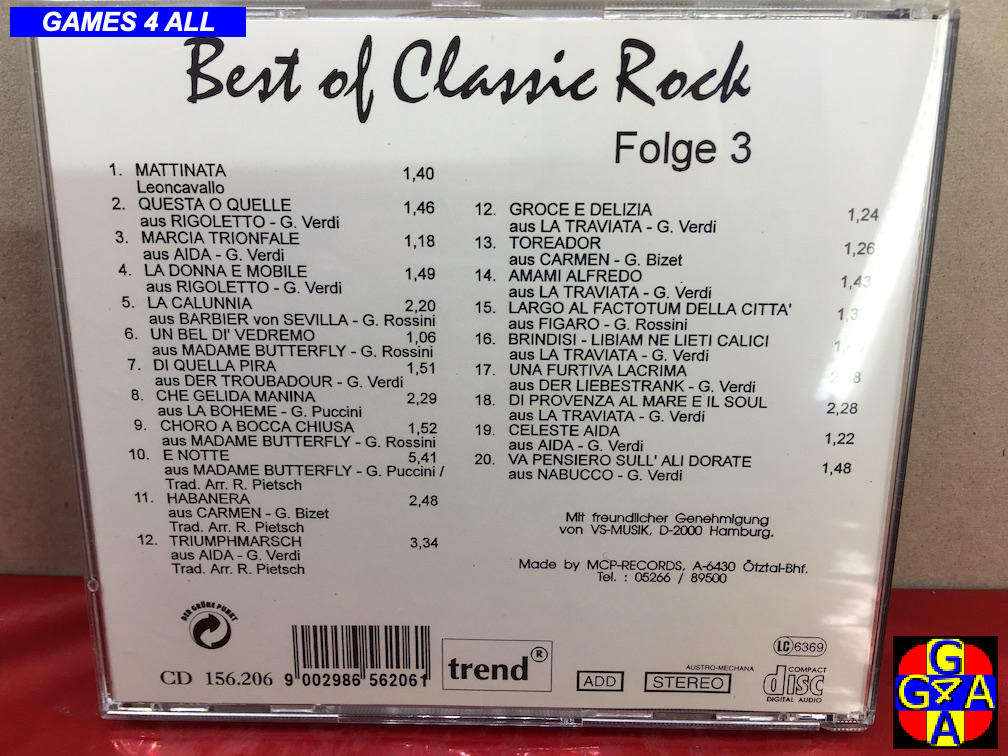 GAMES 4 ALL
Best of Classic Rock
Folge 3
1. MATTINATA 1,40
Leoncavallo
2. QUESTA O QUELLE 1,46
aus RIGOLETTO - G. Verdi
3. MARCIA TRIONFALE 1,18
aus AIDA - G. Verdi
4. LA DONNA E MOBILE 1,49
aus RIGOLETTO - G. Verdi
5. LA CALUNNIA 2,20
aus BARBIER von SEVILLA - G. Rossini
6. UN BEL DI' VEDREMO 1,06
aus MADAME BUTTERFLY - G. Rossini
7. DI QUELLA PIRA 1,51
aus DER TROUBADOUR - G. Verdi
8. CHE GELIDA MANINA 2,29
aus LA BOHEME - G. Puccini
9. CHORO A BOCCA CHIUSA 1,52
aus MADAME BUTTERFLY - G. Rossini
10. E NOTTE 5,41
aus MADAME BUTTERFLY - G. Puccini /
Trad. Arr. R. Pietsch
11. HABANERA 2,48
aus CARMEN - G. Bizet
Trad. Arr. R. Pietsch
12. TRIUMPHMARSCH 3,34
aus AIDA - G. Verdi
Trad. Arr. R. Pietsch
12. GROCE E DELIZIA 1,24
aus LA TRAVIATA - G. Verdi
13. TOREADOR 1,26
aus CARMEN - G. Bizet
14. AMAMI ALFREDO 1,43
aus LA TRAVIATA - G. Verdi
15. LARGO AL FACTOTUM DELLA CITTA'
aus FIGARO - G. Rossini
16. BRINDISI - LIBIAM NE LIETI CALICI
aus LA TRAVIATA - G. Verdi
17. UNA FURTIVA LACRIMA
aus DER LIEBESTRANK - G. Verdi
18. DI PROVENZA AL MARE E IL SOUL 2,28
aus LA TRAVIATA - G. Verdi
19. CELESTE AIDA 1,22
aus AIDA - G. Verdi
20. VA PENSIERO SULL' ALI DORATE 1,48
aus NABUCCO - G. Verdi
Mit freundlicher Genehmigung
von VS-MUSIK, D-2000 Hamburg.
Made by MCP-RECORDS, A-6430 Ötztal-Bhf.
Tel. : 05266 / 89500
DER GRÜNE PUNKT
CD 156.206
9 002986 562061
trend®
ADD
AUSTRO-MECHANA
STEREO
LC 6369
COMPACT
disc
DIGITAL AUDIO
G
G 4 A
A